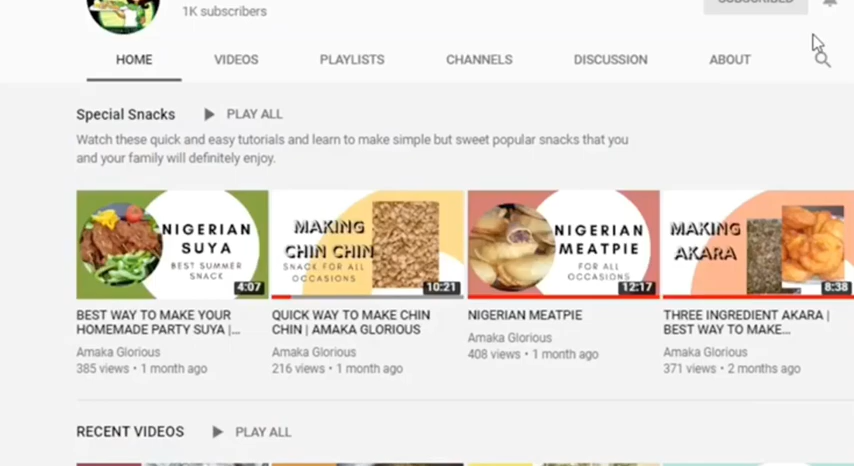 SUBSCRIBED
1K subscribers
HOME VIDEOS PLAYLISTS CHANNELS DISCUSSION ABOUT
Special Snacks PLAY ALL
Watch these quick and easy tutorials and learn to make simple but sweet popular snacks that you
and your family will definitely enjoy.
NIGERIAN
SUYA
BEST SUMMER
SNACK
4:07
MAKING
CHIN CHIN
SNACK FOR ALL
OCCASIONS
10:21
NIGERIAN
MEATPIE
FOR ALL
OCCASIONS
12:17
MAKING
AKARA
8:38
BEST WAY TO MAKE YOUR
HOMEMADE PARTY SUYA |...
Amaka Glorious
385 views • 1 month ago
QUICK WAY TO MAKE CHIN
CHIN | AMAKA GLORIOUS
Amaka Glorious
216 views • 1 month ago
NIGERIAN MEATPIE
Amaka Glorious
408 views • 1 month ago
THREE INGREDIENT AKARA |
BEST WAY TO MAKE...
Amaka Glorious
371 views • 2 months ago
RECENT VIDEOS PLAY ALL